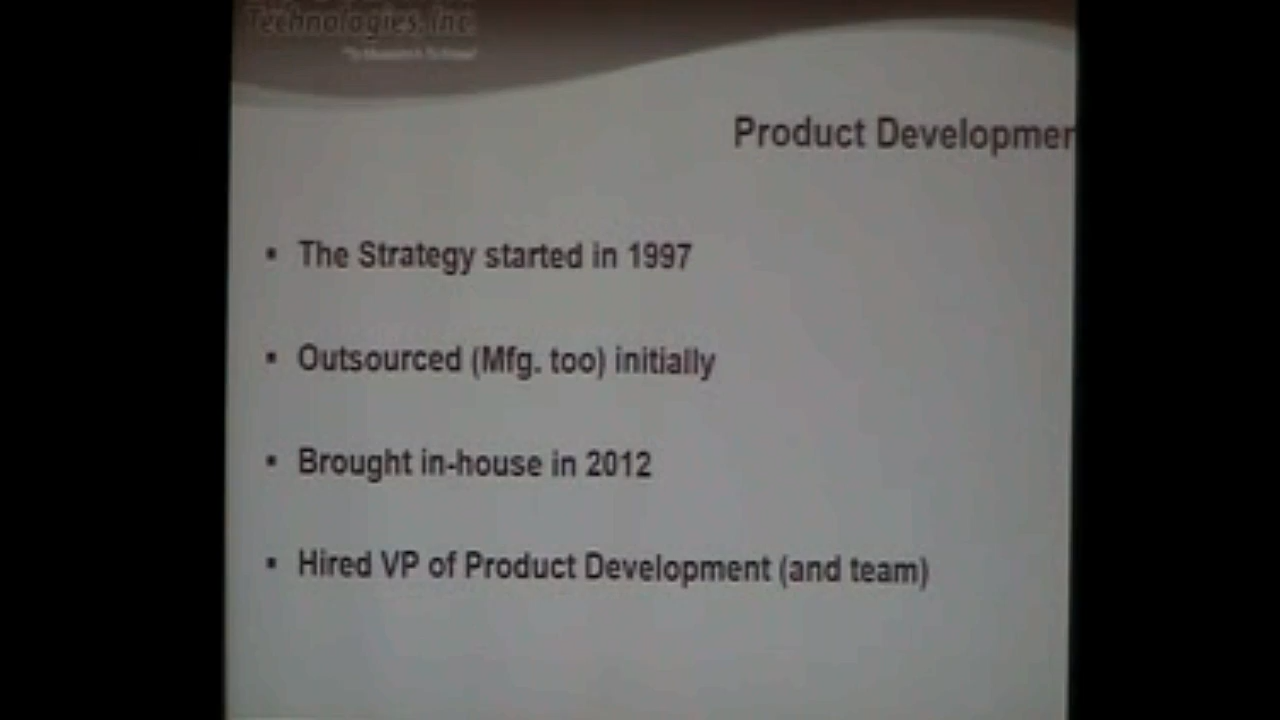 Technologies, Inc.
Product Developmen
▪ The Strategy started in 1997
▪ Outsourced (Mfg. too) initially
▪ Brought in-house in 2012
▪ Hired VP of Product Development (and team)